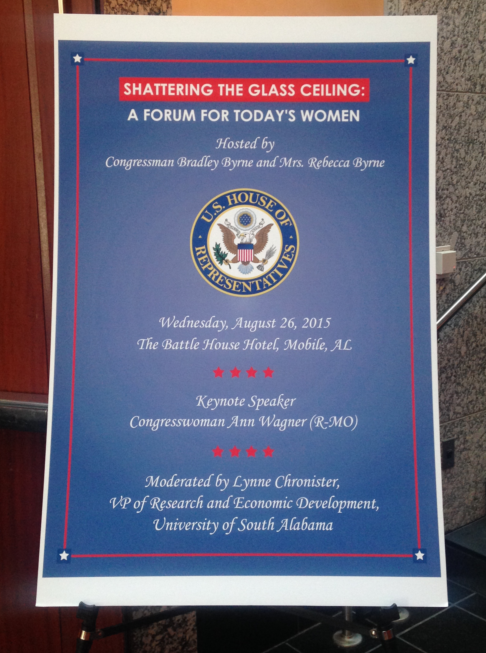 SHATTERING THE GLASS CEILING:
A FORUM FOR TODAY'S WOMEN
Hosted by
Congressman Bradley Byrne and Mrs. Rebecca Byrne
U.S. HOUSE OF
REPRESENTATIVES
Wednesday, August 26, 2015
The Battle House Hotel, Mobile, AL
Keynote Speaker
Congresswoman Ann Wagner (R-MO)
Moderated by Lynne Chronister,
VP of Research and Economic Development,
University of South Alabama